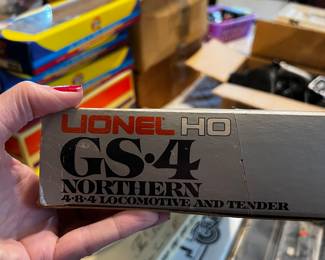 LIONEL HO
GS·4
NORTHERN
4-8-4 LOCOMOTIVE AND TENDER